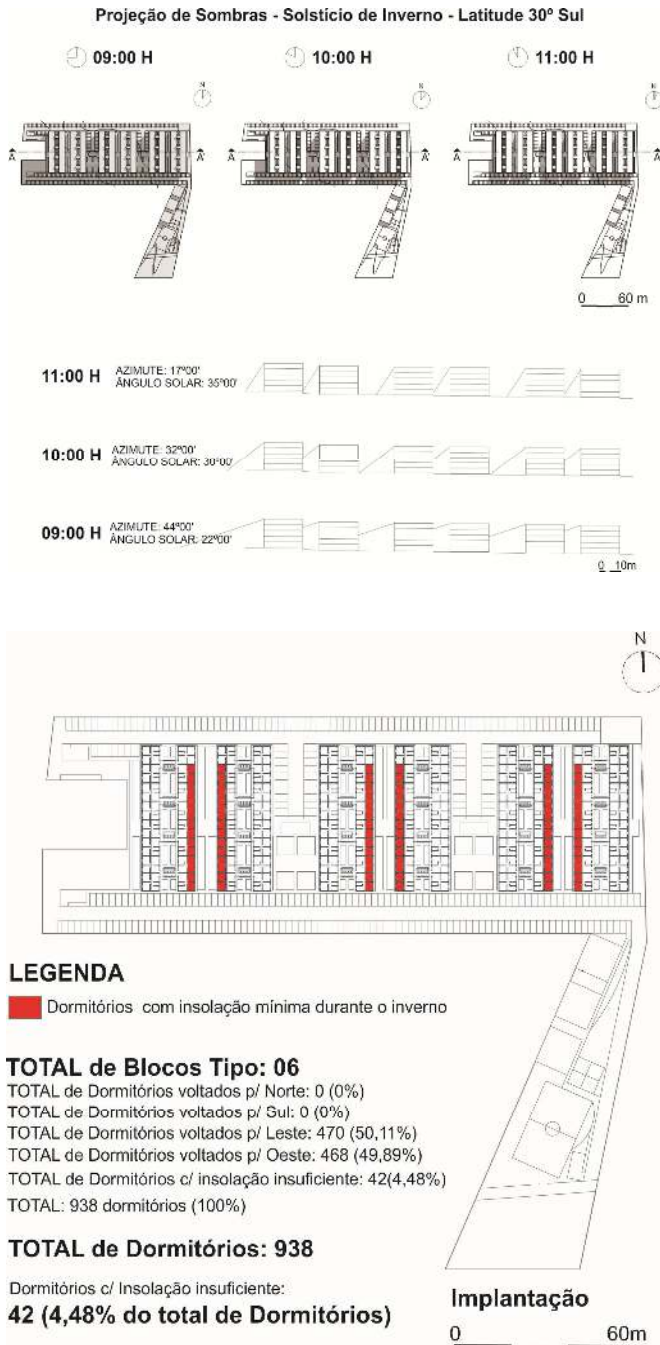 Projeção de Sombras - Solstício de Inverno - Latitude 30º Sul
09:00 H 10:00 H 11:00 H
N N N
A A' A A' A A'
0 60 m
11:00 H AZIMUTE: 17º00'
ÂNGULO SOLAR: 35º00'
10:00 H AZIMUTE: 32º00'
ÂNGULO SOLAR: 30º00'
09:00 H AZIMUTE: 44º00'
ÂNGULO SOLAR: 22º00'
0 10m
N
LEGENDA
Dormitórios com insolação mínima durante o inverno
TOTAL de Blocos Tipo: 06
TOTAL de Dormitórios voltados p/ Norte: 0 (0%)
TOTAL de Dormitórios voltados p/ Sul: 0 (0%)
TOTAL de Dormitórios voltados p/ Leste: 470 (50,11%)
TOTAL de Dormitórios voltados p/ Oeste: 468 (49,89%)
TOTAL de Dormitórios c/ insolação insuficiente: 42(4,48%)
TOTAL: 938 dormitórios (100%)
TOTAL de Dormitórios: 938
Dormitórios c/ Insolação insuficiente:
42 (4,48% do total de Dormitórios)
Implantação
0 60m